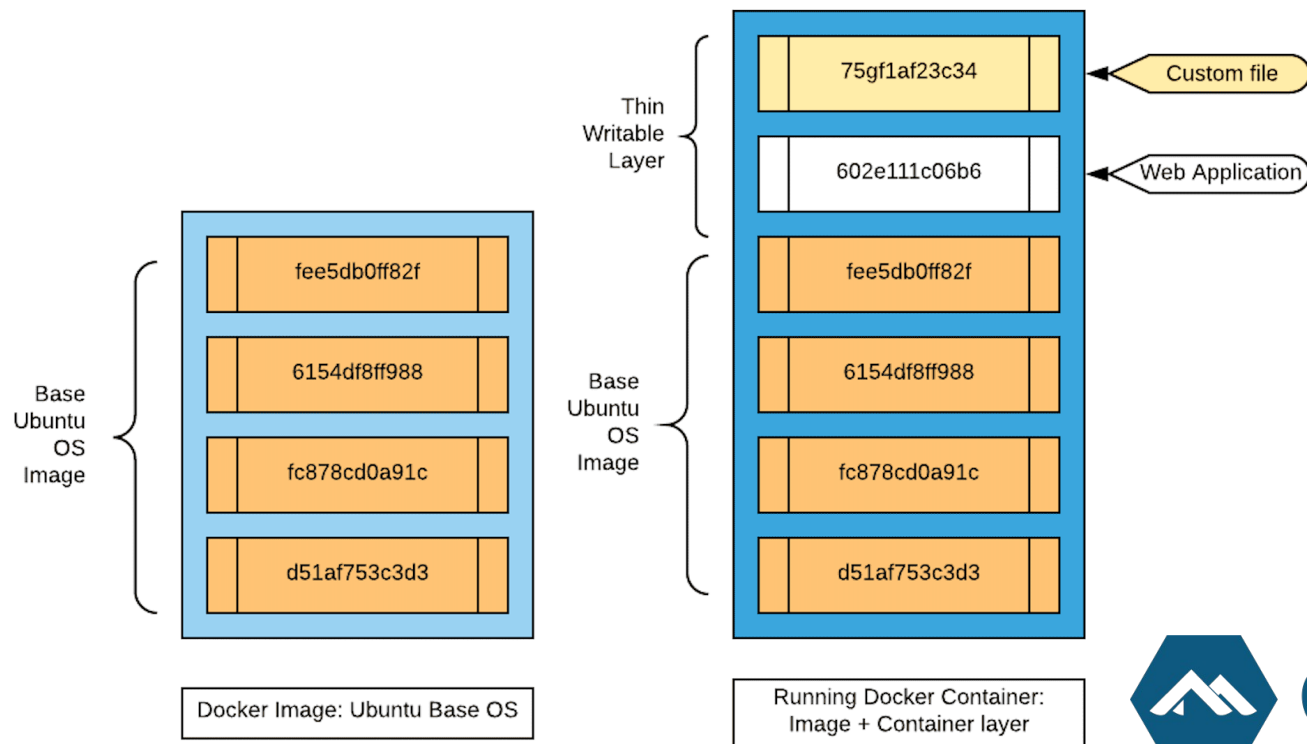 75gf1af23c34
Custom file
Thin
Writable
Layer
602e111c06b6
Web Application
fee5db0ff82f
6154df8ff988
fc878cd0a91c
d51af753c3d3
Base
Ubuntu
OS
Image
fee5db0ff82f
6154df8ff988
fc878cd0a91c
d51af753c3d3
Base
Ubuntu
OS
Image
Docker Image: Ubuntu Base OS
Running Docker Container:
Image + Container layer